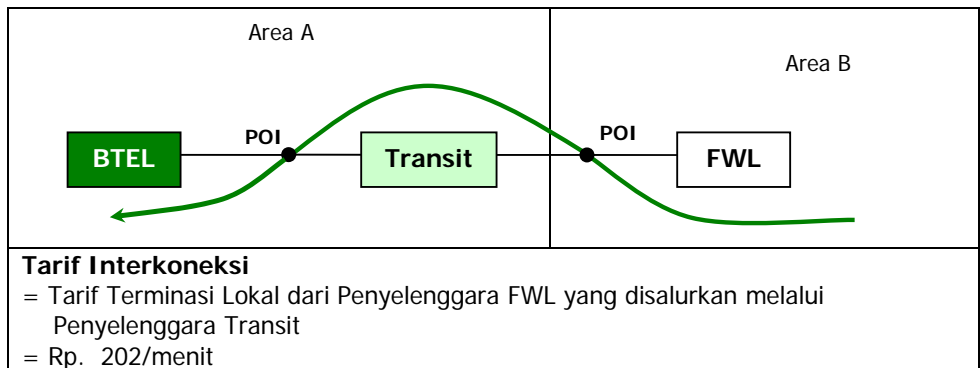 Area A
Area B
POI
POI
BTEL
Transit
FWL
Tarif Interkoneksi
= Tarif Terminasi Lokal dari Penyelenggara FWL yang disalurkan melalui
Penyelenggara Transit
= Rp. 202/menit